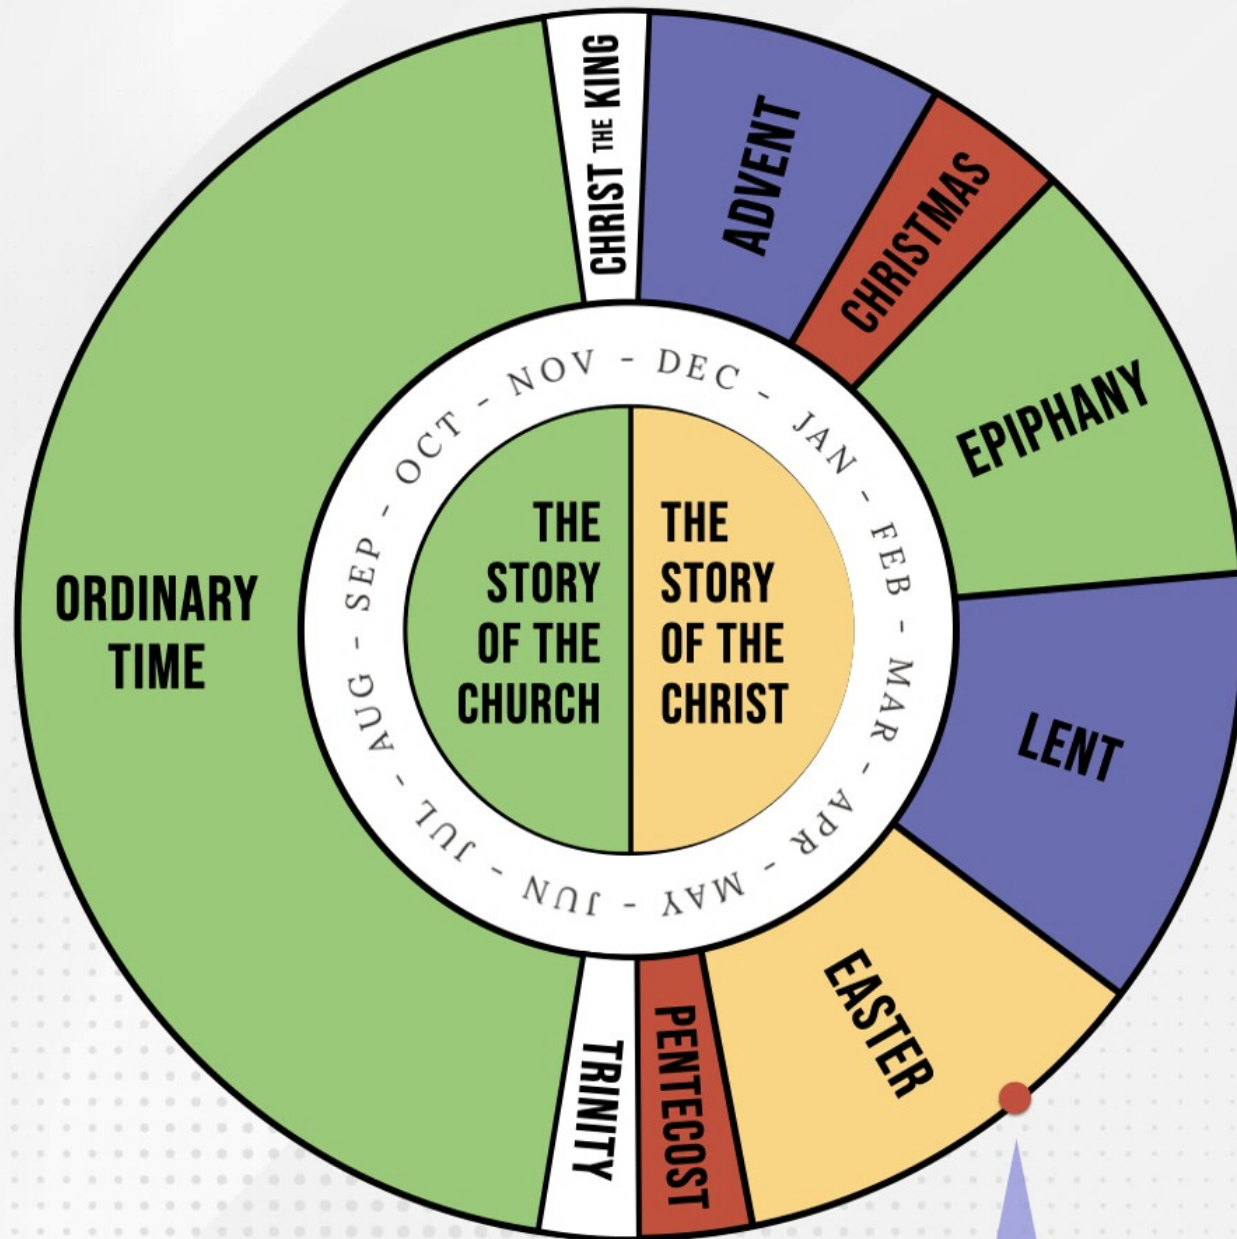 CHRIST THE KING
ADVENT
CHRISTMAS
EPIPHANY
LENT
EASTER
PENTECOST
TRINITY
ORDINARY
TIME
NOV - DEC - JAN - FEB - MAR - APR - MAY - JUN - JUL - AUG - SEP - OCT -
THE
STORY
OF THE
CHURCH
THE
STORY
OF THE
CHRIST